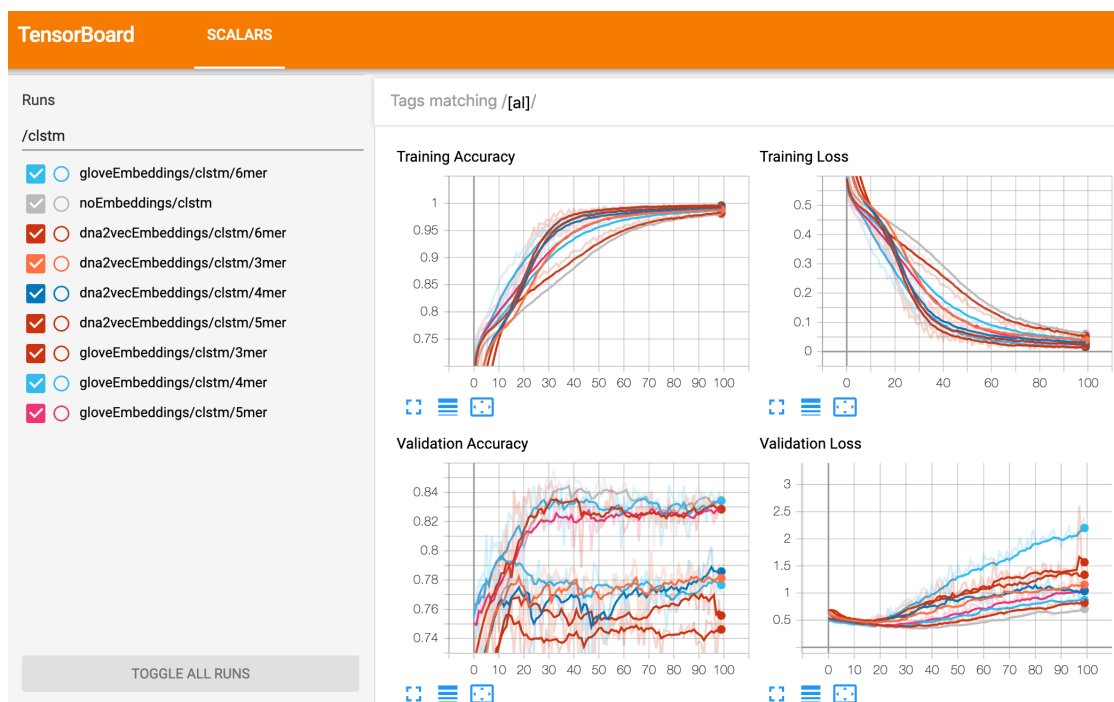 TensorBoard SCALARS
Runs
/clstm
gloveEmbeddings/clstm/6mer
noEmbeddings/clstm
dna2vecEmbeddings/clstm/6mer
dna2vecEmbeddings/clstm/3mer
dna2vecEmbeddings/clstm/4mer
dna2vecEmbeddings/clstm/5mer
gloveEmbeddings/clstm/3mer
gloveEmbeddings/clstm/4mer
gloveEmbeddings/clstm/5mer
TOGGLE ALL RUNS
Tags matching /[al]/
Training Accuracy
1
0.95
0.9
0.85
0.8
0.75
0 10 20 30 40 50 60 70 80 90 100
Training Loss
0.5
0.4
0.3
0.2
0.1
0
0 20 40 60 80 100
Validation Accuracy
0.84
0.82
0.8
0.78
0.76
0.74
0 10 20 30 40 50 60 70 80 90 100
Validation Loss
3
2.5
2
1.5
1
0.5
0 10 20 30 40 50 60 70 80 90 100